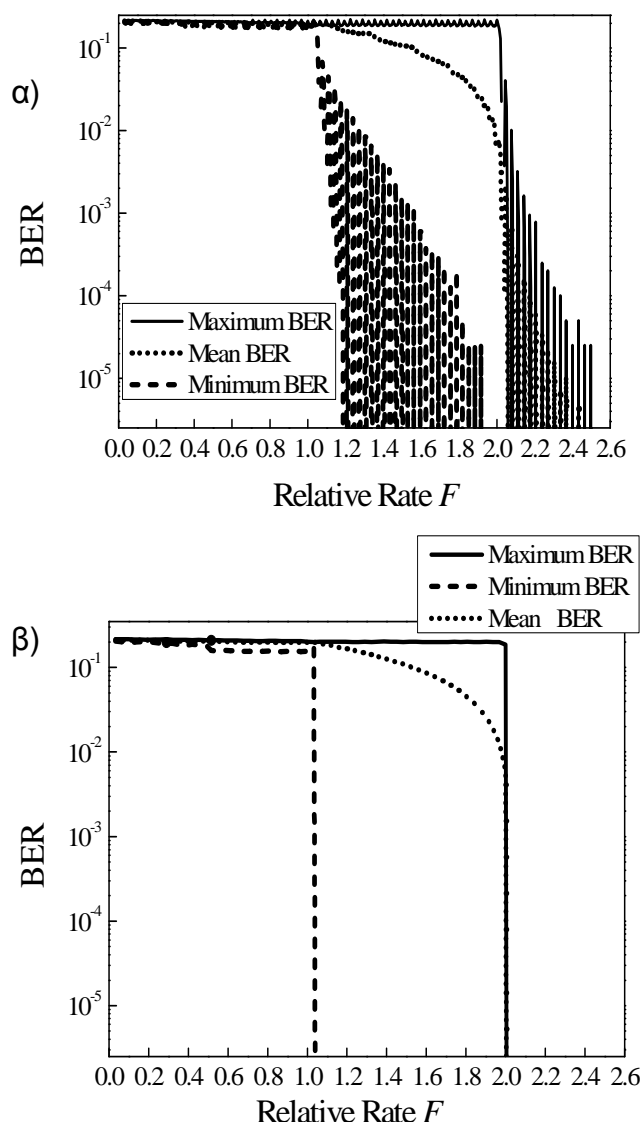 α)
BER
10⁻¹
10⁻²
10⁻³
10⁻⁴
10⁻⁵
Maximum BER
Mean BER
Minimum BER
0.0 0.2 0.4 0.6 0.8 1.0 1.2 1.4 1.6 1.8 2.0 2.2 2.4 2.6
Relative Rate F
Maximum BER
Minimum BER
Mean BER
β)
BER
10⁻¹
10⁻²
10⁻³
10⁻⁴
10⁻⁵
0.0 0.2 0.4 0.6 0.8 1.0 1.2 1.4 1.6 1.8 2.0 2.2 2.4 2.6
Relative Rate F